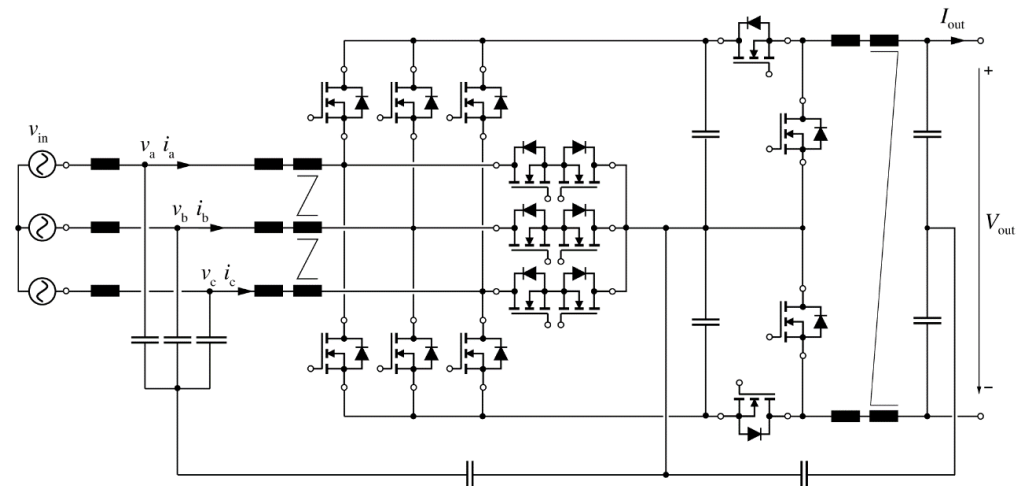 I_out
v_in
+
v_a i_a
v_b i_b
V_out
v_c i_c
−